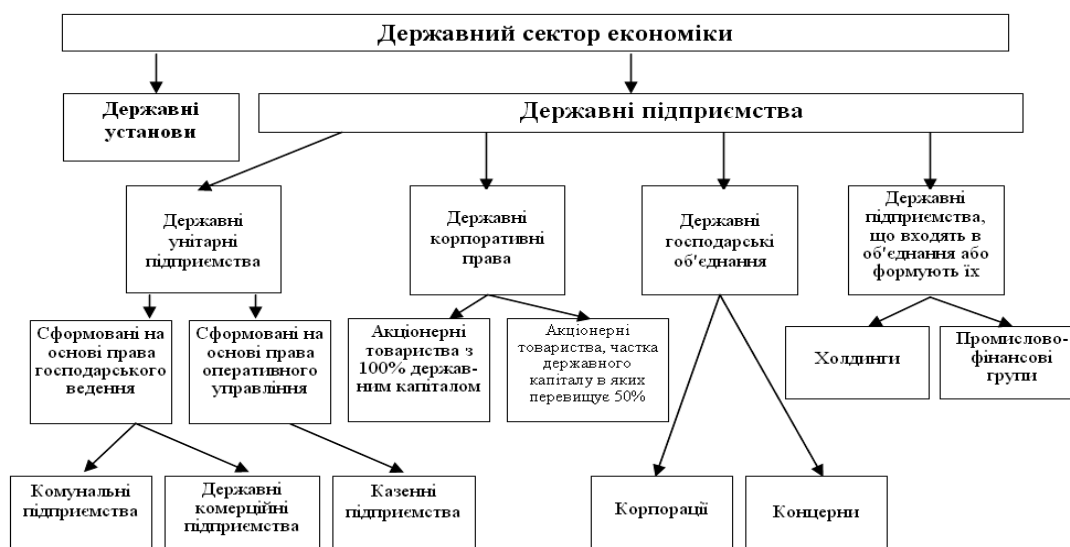 Державний сектор економіки
Державні
установи
Державні підприємства
Державні
унітарні
підприємства
Державні
корпоративні
права
Державні
господарські
об'єднання
Державні
підприємства,
що входять в
об'єднання або
формують їх
Сформовані на
основі права
господарського
ведення
Сформовані на
основі права
оперативного
управління
Акціонерні
товариства з
100% держав-
ним капіталом
Акціонерні
товариства, частка
державного
капіталу в яких
перевищує 50%
Холдинги
Промислово-
фінансові
групи
Комунальні
підприємства
Державні
комерційні
підприємства
Казенні
підприємства
Корпорації
Концерни